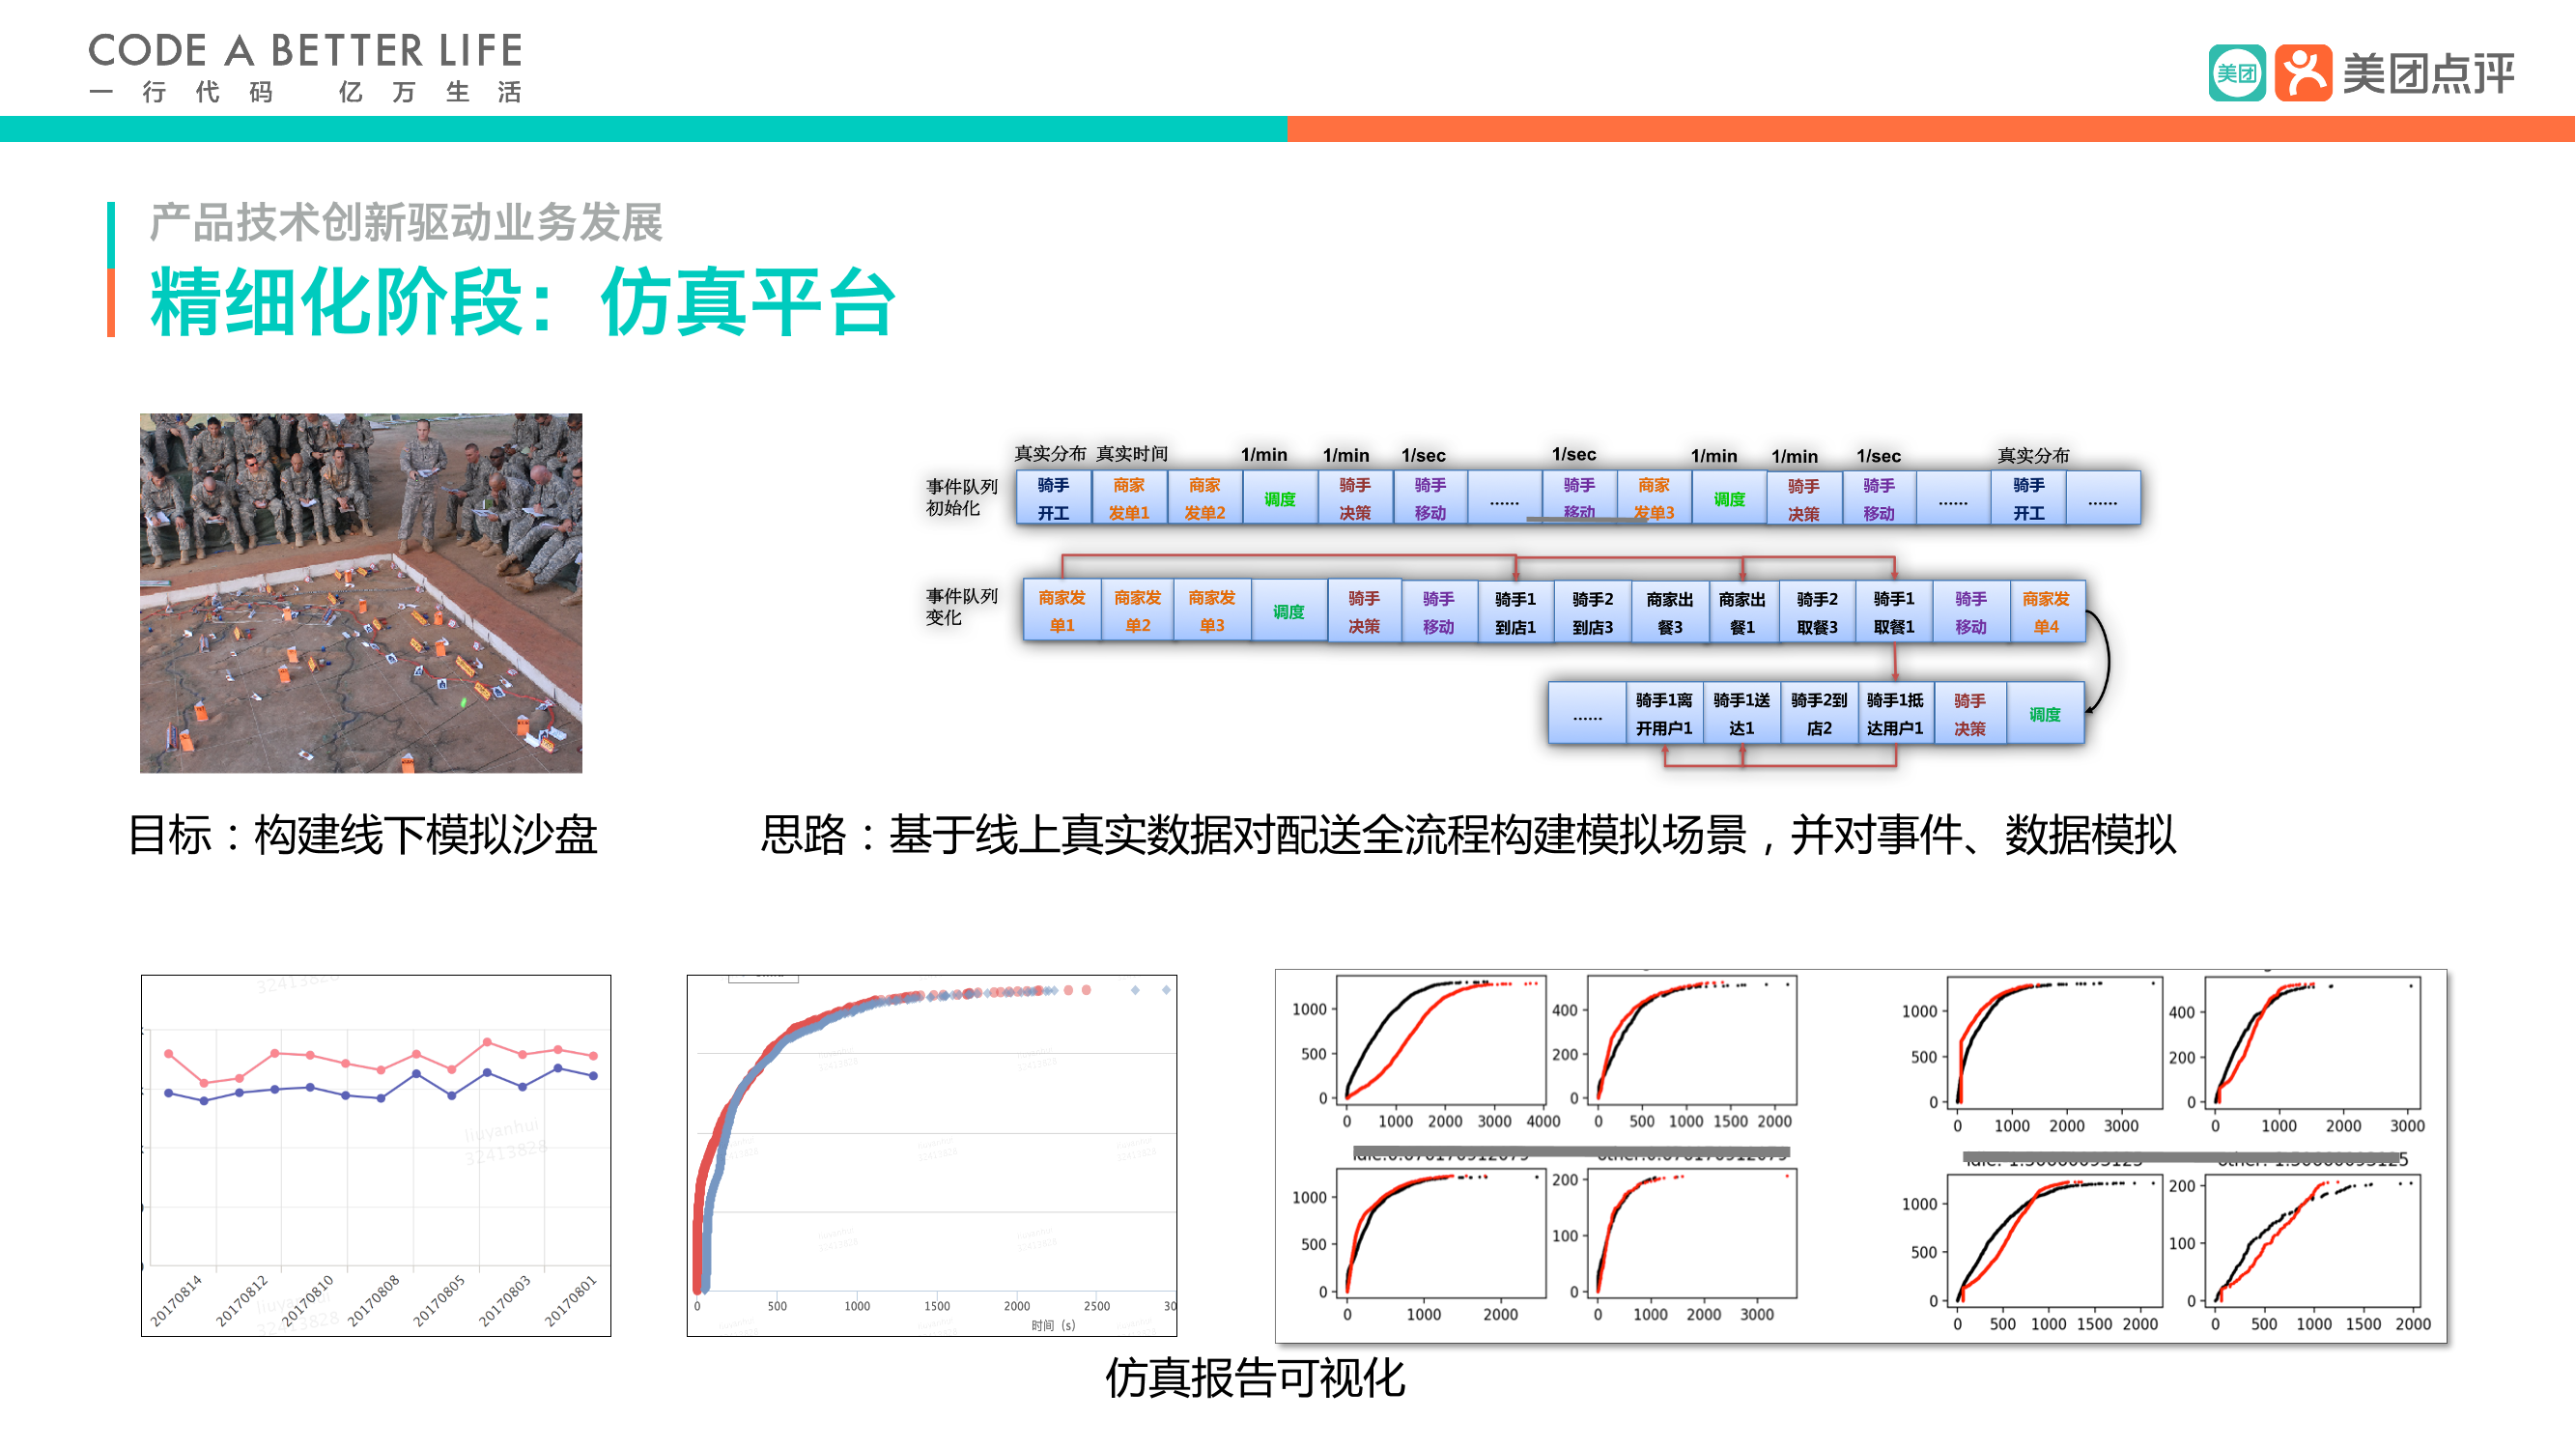 CODE A BETTER LIFE
一行代码 亿万生活
美团
美团点评
产品技术创新驱动业务发展
精细化阶段：仿真平台
真实分布 真实时间 1/min 1/min 1/sec 1/sec 1/min 1/min 1/sec 真实分布
事件队列
初始化
骑手 商家 商家 调度 骑手 骑手 ...... 骑手 商家 调度 骑手 骑手 ...... 骑手 ......
开工 发单1 发单2 决策 移动 移动 发单3 决策 移动 开工
事件队列
变化
商家发 商家发 商家发 调度 骑手 骑手 骑手1 骑手2 商家出 商家出 骑手2 骑手1 骑手 商家发
单1 单2 单3 决策 移动 到店1 到店3 餐3 餐1 取餐3 取餐1 移动 单4
...... 骑手1离 骑手1送 骑手2到 骑手1抵 骑手 调度
开用户1 达1 店2 达用户1 决策
目标：构建线下模拟沙盘
思路：基于线上真实数据对配送全流程构建模拟场景，并对事件、数据模拟
32413828
liuyanhui
32413828
liuyanhui
32413828
20170814 20170812 20170810 20170808 20170805 20170803 20170801
0 500 1000 1500 2000 2500 30
时间（s）
1000
500
0
0 1000 2000 3000 4000
400
200
0
0 500 1000 1500 2000
1000
500
0
0 1000 2000 3000
400
200
0
0 1000 2000 3000
1000
500
0
0 1000 2000
200
100
0
0 1000 2000 3000
1000
500
0
0 500 1000 1500 2000
200
100
0
0 500 1000 1500 2000
仿真报告可视化